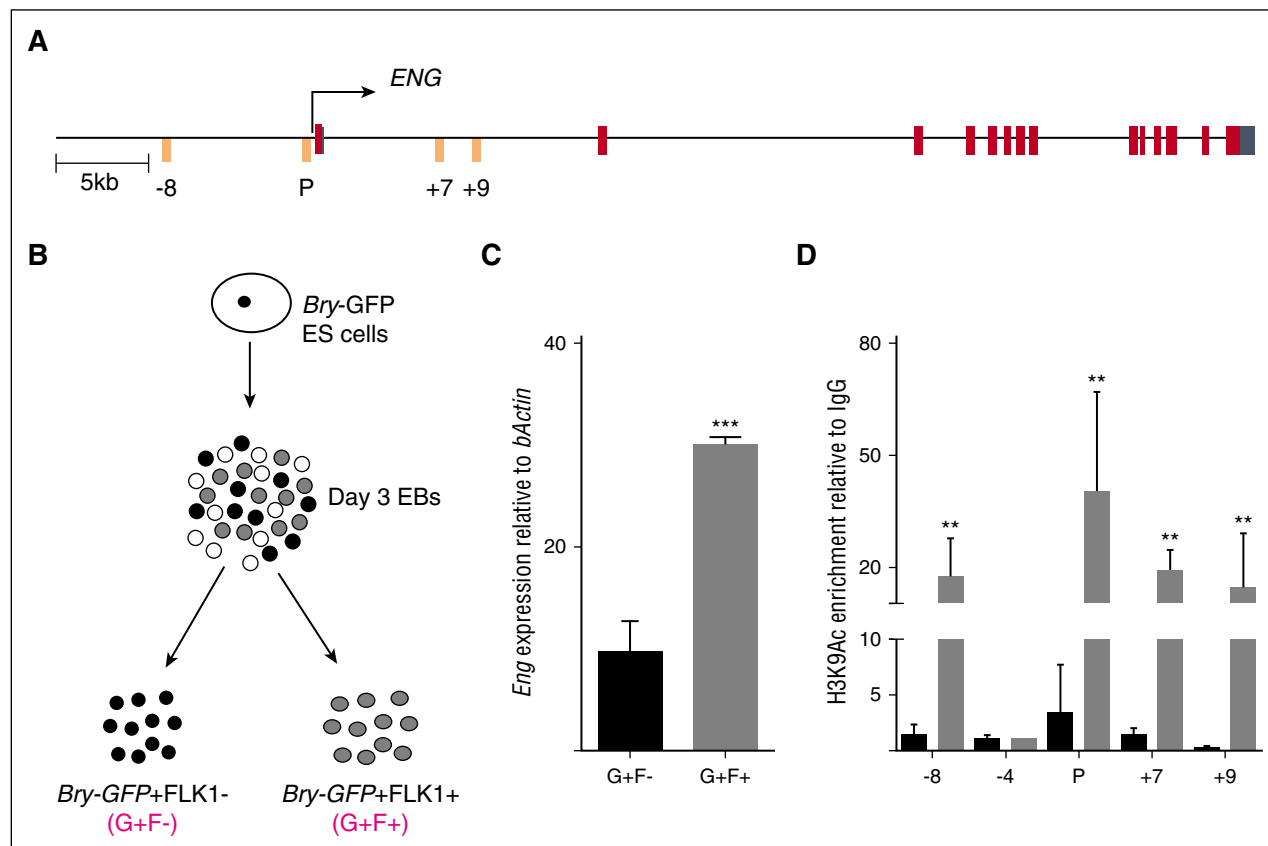 A
ENG
5kb
-8
P
+7 +9
B
Bry-GFP
ES cells
Day 3 EBs
Bry-GFP+FLK1-
(G+F-)
Bry-GFP+FLK1+
(G+F+)
C
Eng expression relative to bActin
40
20
***
G+F-
G+F+
D
H3K9Ac enrichment relative to IgG
80
50
20
10
5
**
**
**
**
-8
-4
P
+7
+9